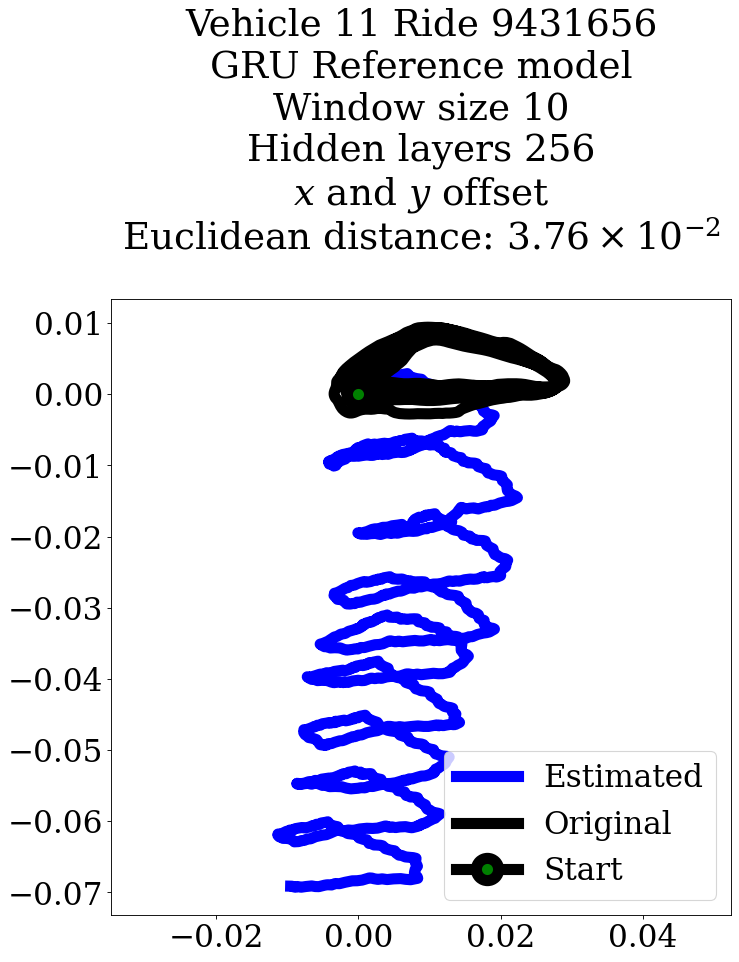 Vehicle 11 Ride 9431656
GRU Reference model
Window size 10
Hidden layers 256
x and y offset
Euclidean distance: 3.76 × 10⁻²
0.01
0.00
−0.01
−0.02
−0.03
−0.04
−0.05
−0.06
−0.07
Estimated
Original
Start
−0.02 0.00 0.02 0.04